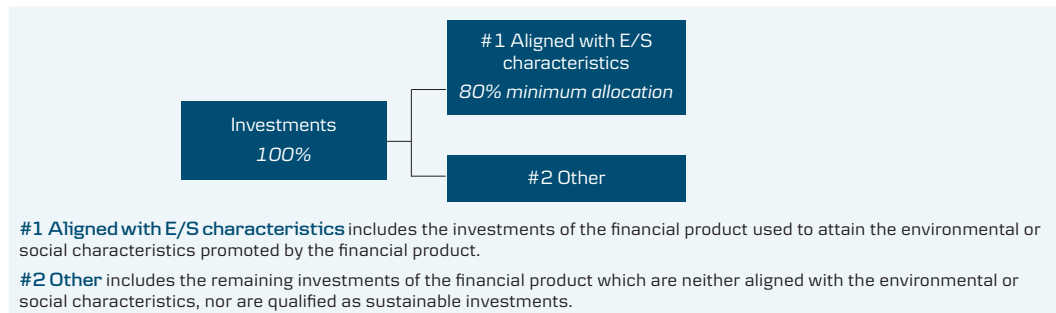 #1 Aligned with E/S
characteristics
80% minimum allocation
Investments
100%
#2 Other
#1 Aligned with E/S characteristics includes the investments of the financial product used to attain the environmental or
social characteristics promoted by the financial product.
#2 Other includes the remaining investments of the financial product which are neither aligned with the environmental or
social characteristics, nor are qualified as sustainable investments.